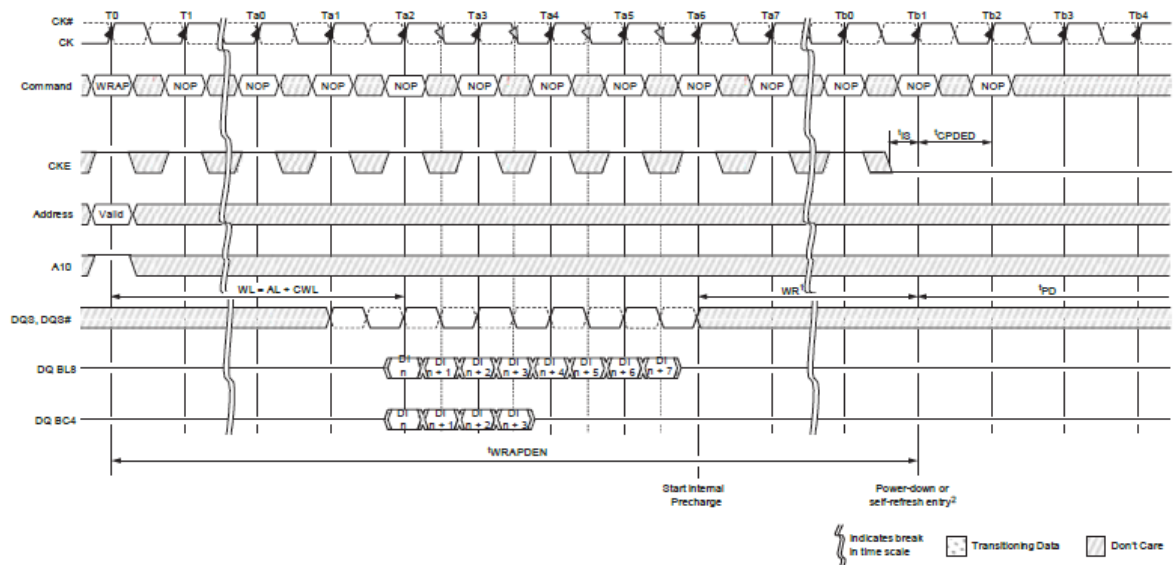 T0 T1 Ta0 Ta1 Ta2 Ta3 Ta4 Ta5 Ta6 Ta7 Tb0 Tb1 Tb2 Tb3 Tb4
CK#
CK
Command WRAP NOP NOP NOP NOP NOP NOP NOP NOP NOP NOP NOP NOP
tIS tCPDED
CKE
Address Valid
A10
WL = AL + CWL WR1 tPD
DQS, DQS#
DQ BL8 DI n DI n + 1 DI n + 2 DI n + 3 DI n + 4 DI n + 5 DI n + 6 DI n + 7
DQ BC4 DI n DI n + 1 DI n + 2 DI n + 3
tWRAPDEN
Start Internal
Precharge
Power-down or
self-refresh entry2
Indicates break
In time scale
Transitioning Data
Don't Care